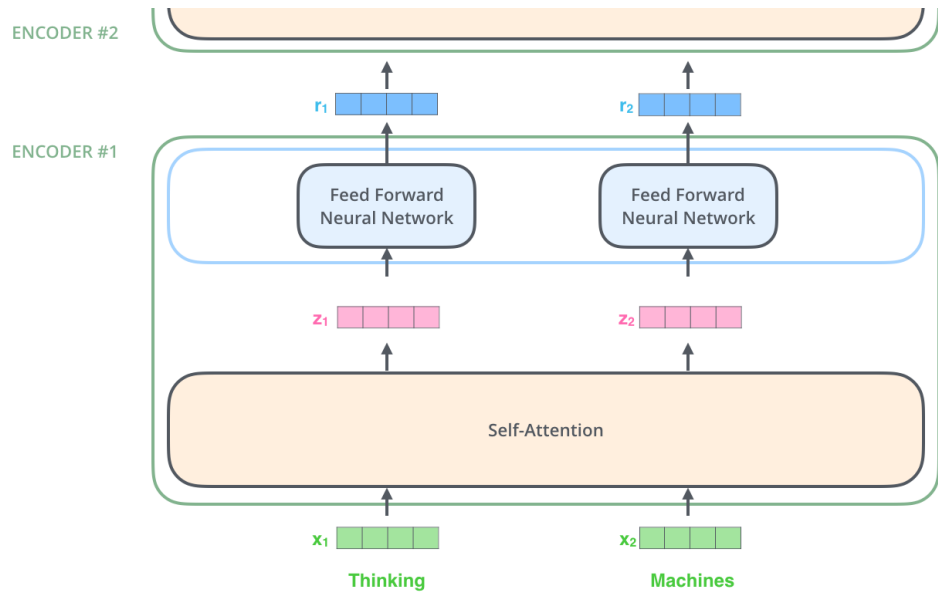 ENCODER #2
r₁
r₂
ENCODER #1
Feed Forward
Neural Network
Feed Forward
Neural Network
z₁
z₂
Self-Attention
x₁
x₂
Thinking
Machines